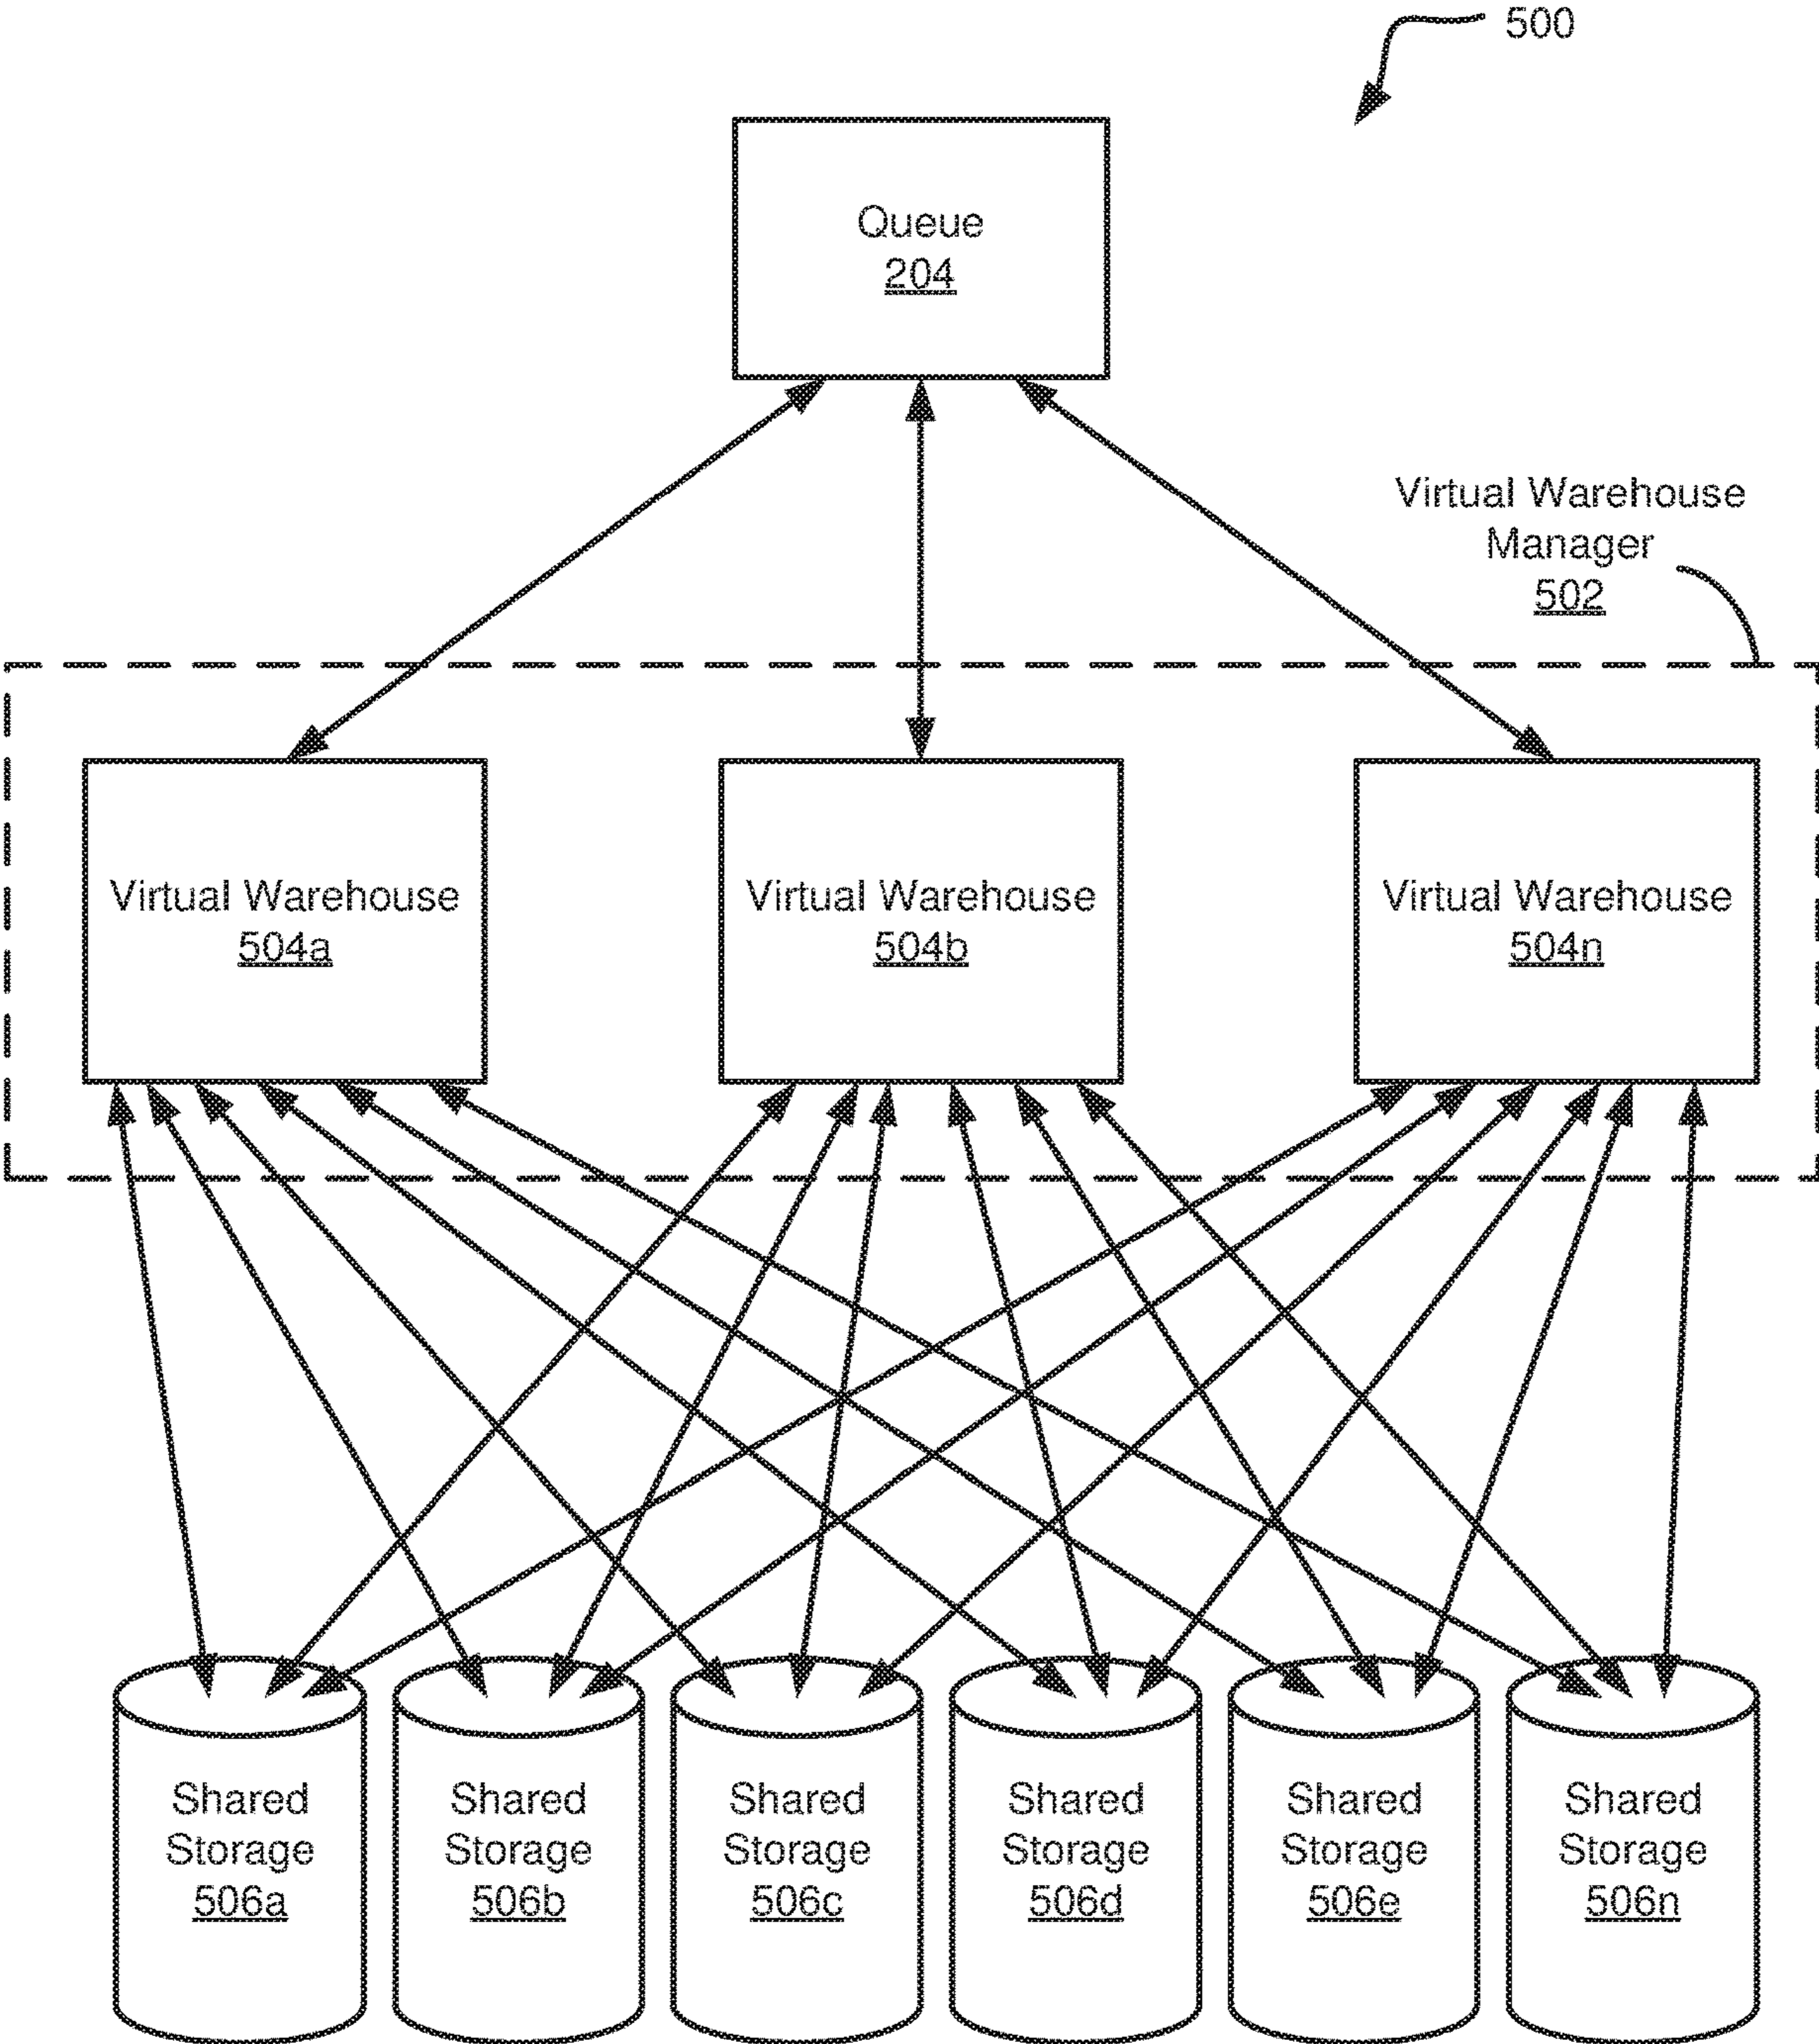 500
Queue
204
Virtual Warehouse
Manager
502
Virtual Warehouse
504a
Virtual Warehouse
504b
Virtual Warehouse
504n
Shared
Storage
506a
Shared
Storage
506b
Shared
Storage
506c
Shared
Storage
506d
Shared
Storage
506e
Shared
Storage
506n